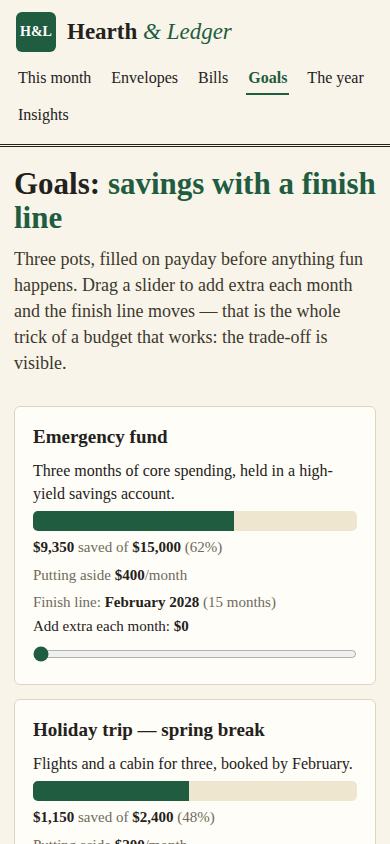 H&L Hearth & Ledger
This month Envelopes Bills Goals The year
Insights
Goals: savings with a finish
line
Three pots, filled on payday before anything fun
happens. Drag a slider to add extra each month
and the finish line moves — that is the whole
trick of a budget that works: the trade-off is
visible.
Emergency fund
Three months of core spending, held in a high-
yield savings account.
$9,350 saved of $15,000 (62%)
Putting aside $400/month
Finish line: February 2028 (15 months)
Add extra each month: $0
Holiday trip — spring break
Flights and a cabin for three, booked by February.
$1,150 saved of $2,400 (48%)
Putting aside $200/month